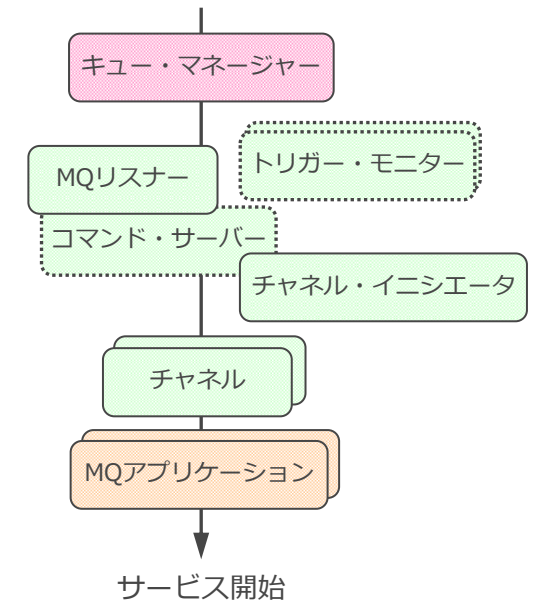 キュー・マネージャー
トリガー・モニター
MQリスナー
コマンド・サーバー
チャネル・イニシエータ
チャネル
MQアプリケーション
サービス開始